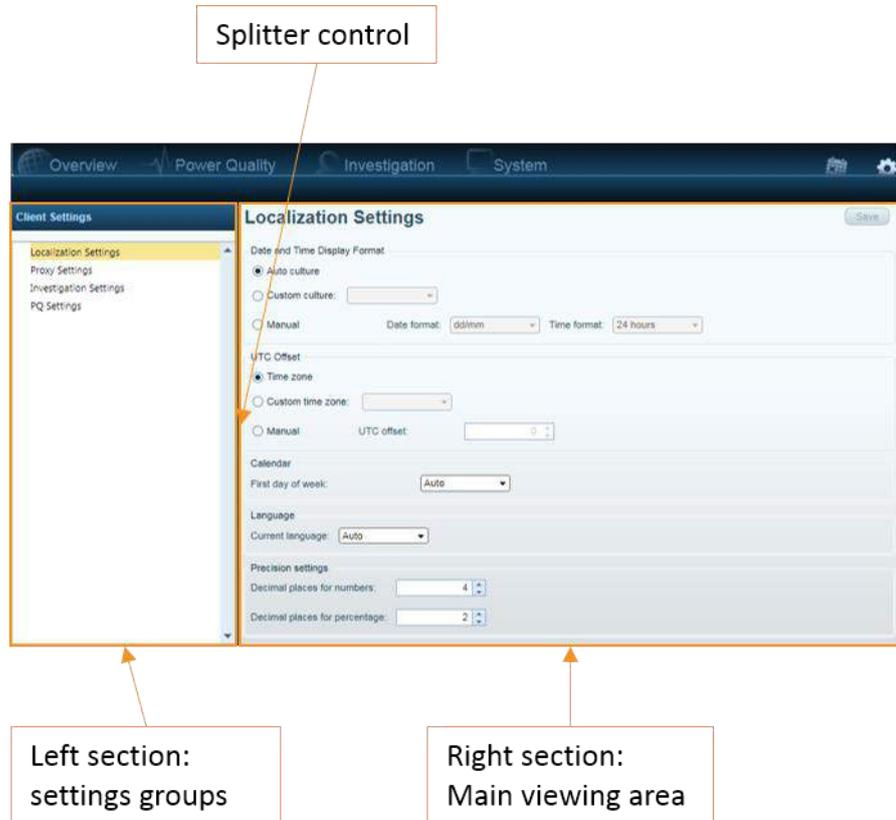 Splitter control
Overview Power Quality Investigation System
Client Settings
Localization Settings
Proxy Settings
Investigation Settings
PQ Settings
Localization Settings Save
Date and Time Display Format
Auto culture
Custom culture:
Manual Date format: dd/mm Time format: 24 hours
UTC Offset
Time zone
Custom time zone:
Manual UTC offset: 0
Calendar
First day of week: Auto
Language
Current language: Auto
Precision settings
Decimal places for numbers: 4
Decimal places for percentage: 2
Left section:
settings groups
Right section:
Main viewing area